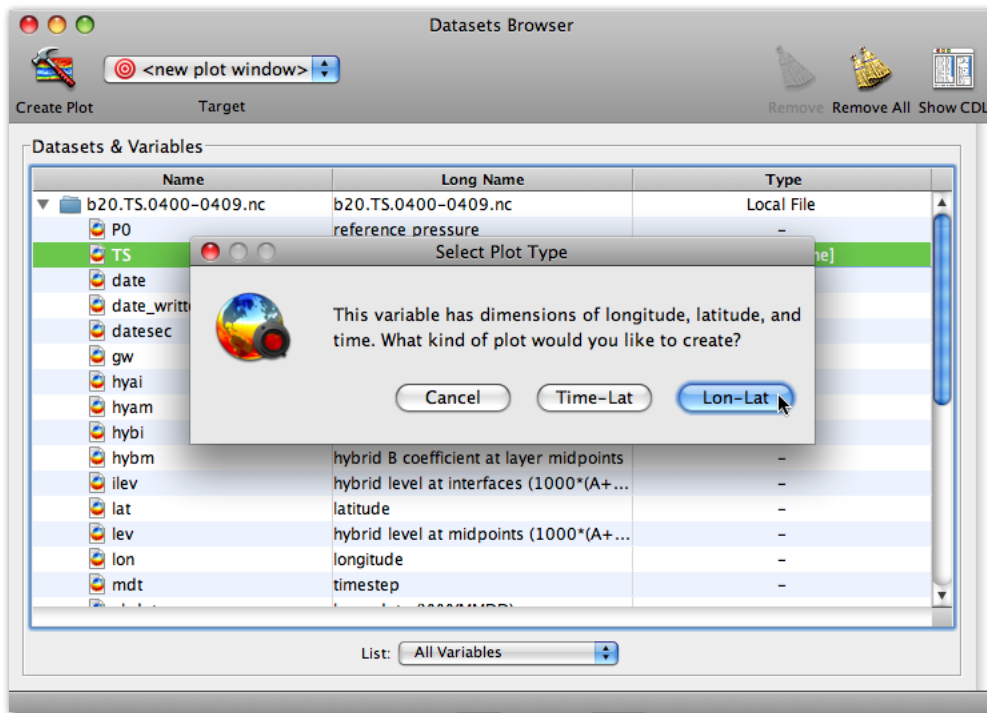 Datasets Browser
<new plot window>
Create Plot Target Remove Remove All Show CDL
Datasets & Variables
Name Long Name Type
b20.TS.0400-0409.nc b20.TS.0400-0409.nc Local File
P0 reference pressure –
TS ne]
Select Plot Type
date
date_writte
This variable has dimensions of longitude, latitude, and
datesec
time. What kind of plot would you like to create?
gw
hyai
Cancel Time-Lat Lon-Lat
hyam
hybi
hybm hybrid B coefficient at layer midpoints –
ilev hybrid level at interfaces (1000*(A+... –
lat latitude –
lev hybrid level at midpoints (1000*(A+... –
lon longitude –
mdt timestep –
List: All Variables